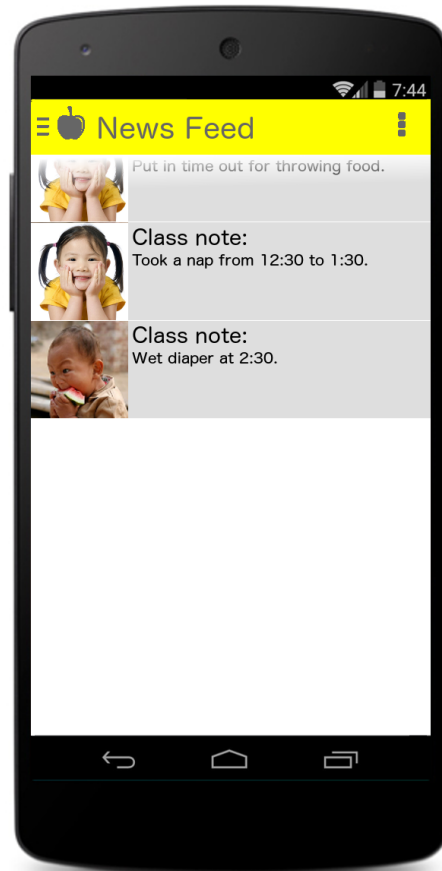 7:44
News Feed
Put in time out for throwing food.
Class note:
Took a nap from 12:30 to 1:30.
Class note:
Wet diaper at 2:30.